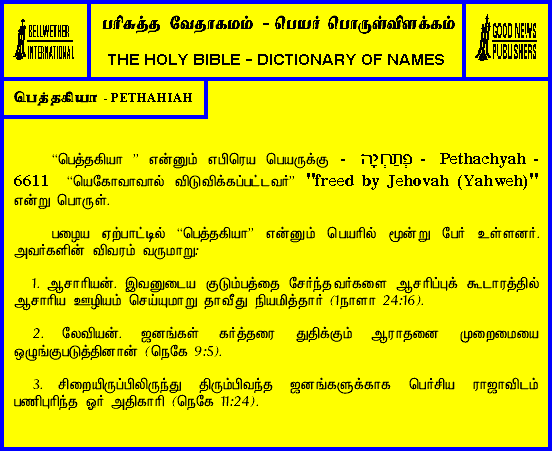 BELLWETHER
INTERNATIONAL
பரிசுத்த வேதாகமம் - பெயர் பொருள்விளக்கம்
THE HOLY BIBLE - DICTIONARY OF NAMES
GOOD NEWS
PUBLISHERS
பெத்தகியா - PETHAHIAH
“பெத்தகியா ” என்னும் எபிரெய பெயருக்கு - פְּתַחְיָה - Pethachyah -
6611 “யெகோவாவால் விடுவிக்கப்பட்டவர்” "freed by Jehovah (Yahweh)"
என்று பொருள்.
பழைய ஏற்பாட்டில் “பெத்தகியா” என்னும் பெயரில் மூன்று பேர் உள்ளனர்.
அவர்களின் விவரம் வருமாறு:
1. ஆசாரியன். இவனுடைய குடும்பத்தை சேர்ந்தவர்களை ஆசரிப்புக் கூடாரத்தில்
ஆசாரிய ஊழியம் செய்யுமாறு தாவீது நியமித்தார் (1நாளா 24:16).
2. லேவியன். ஜனங்கள் கர்த்தரை துதிக்கும் ஆராதனை முறைமையை
ஒழுங்குபடுத்தினான் (நெகே 9:5).
3. சிறையிருப்பிலிருந்து திரும்பிவந்த ஜனங்களுக்காக பெர்சிய ராஜாவிடம்
பணிபுரிந்த ஓர் அதிகாரி (நெகே 11:24).